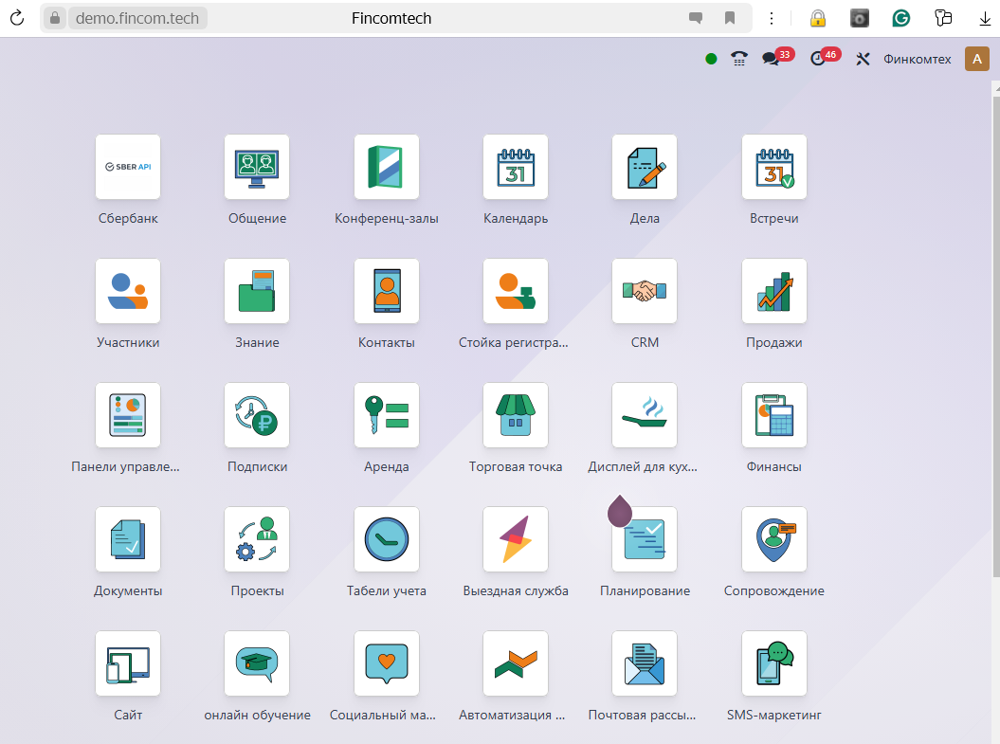 demo.fincom.tech
Fincomtech
33
46
Финкомтех
A
SBER API
Сбербанк
Общение
Конференц-залы
31
Календарь
Дела
31
Встречи
Участники
Знание
Контакты
Стойка регистра...
CRM
Продажи
Панели управле...
Подписки
Аренда
Торговая точка
Дисплей для кух...
Финансы
Документы
Проекты
Табели учета
Выездная служба
Планирование
Сопровождение
Сайт
онлайн обучение
Социальный ма...
Автоматизация ...
Почтовая рассы...
SMS-маркетинг